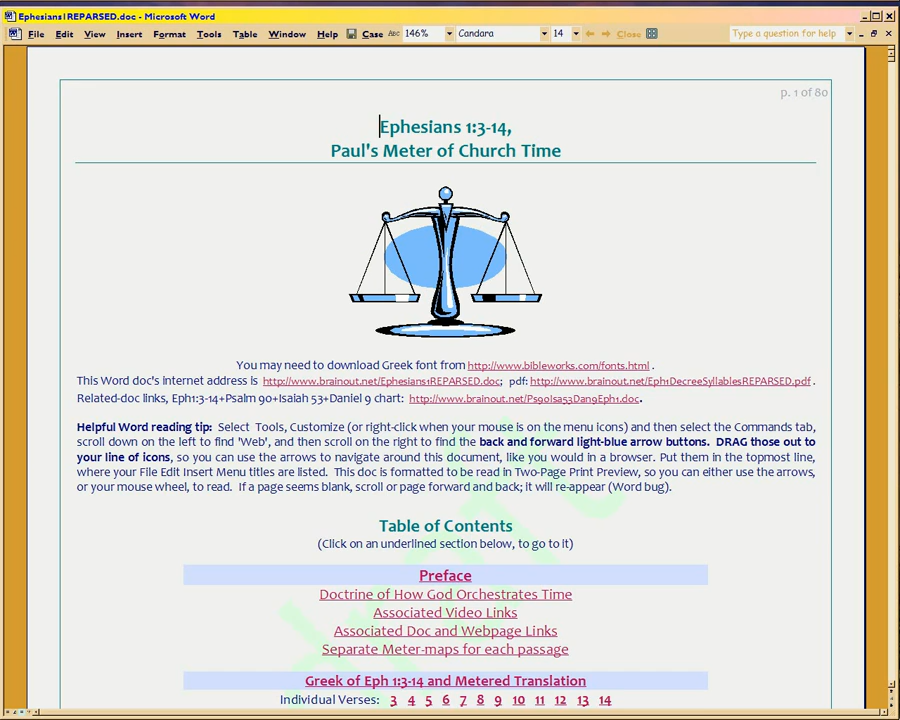 Ephesians1REPARSED.doc - Microsoft Word
File Edit View Insert Format Tools Table Window Help Case ABC 146% Candara 14 Close Type a question for help
p. 1 of 80
Ephesians 1:3-14,
Paul's Meter of Church Time
You may need to download Greek font from http://www.bibleworks.com/fonts.html .
This Word doc's internet address is http://www.brainout.net/Ephesians1REPARSED.doc; pdf: http://www.brainout.net/Eph1DecreeSyllablesREPARSED.pdf .
Related-doc links, Eph1:3-14+Psalm 90+Isaiah 53+Daniel 9 chart: http://www.brainout.net/Ps90Isa53Dan9Eph1.doc.
Helpful Word reading tip: Select Tools, Customize (or right-click when your mouse is on the menu icons) and then select the Commands tab,
scroll down on the left to find 'Web', and then scroll on the right to find the back and forward light-blue arrow buttons. DRAG those out to
your line of icons, so you can use the arrows to navigate around this document, like you would in a browser. Put them in the topmost line,
where your File Edit Insert Menu titles are listed. This doc is formatted to be read in Two-Page Print Preview, so you can either use the arrows,
or your mouse wheel, to read. If a page seems blank, scroll or page forward and back; it will re-appear (Word bug).
Table of Contents
(Click on an underlined section below, to go to it)
Preface
Doctrine of How God Orchestrates Time
Associated Video Links
Associated Doc and Webpage Links
Separate Meter-maps for each passage
Greek of Eph 1:3-14 and Metered Translation
Individual Verses: 3 4 5 6 7 8 9 10 11 12 13 14
draft